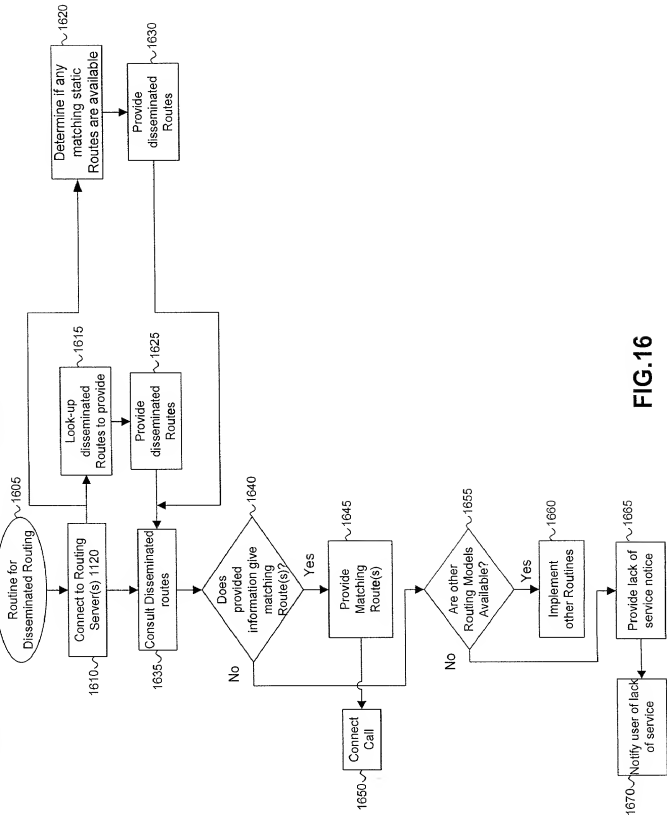 1605
Routine for
Disseminated Routing
1610
Connect to Routing
Server(s) 1120
1615
Look-up
disseminated
Routes to provide
1620
Determine if any
matching static
Routes are available
1625
Provide
disseminated
Routes
1630
Provide
disseminated
Routes
1635
Consult Disseminated
routes
1640
Does
provided
information give
matching
Route(s)?
Yes
No
1645
Provide
Matching
Route(s)
1650
Connect
Call
1655
Are other
Routing Models
Available?
Yes
No
1660
Implement
other Routines
1665
Provide lack of
service notice
1670
Notify user of lack
of service
FIG.16